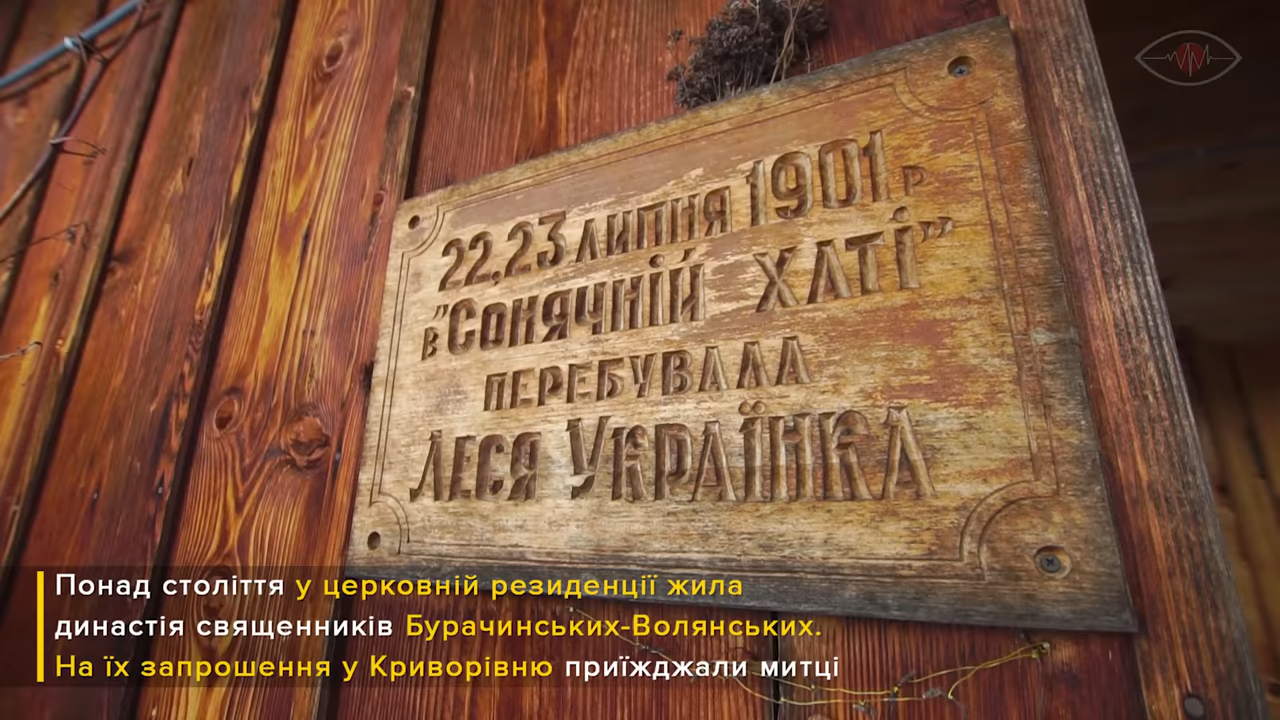 22,23 липня 1901 р
в "Сонячній хаті"
перебувала
Леся Українка
Понад століття у церковній резиденції жила
династія священників Бурачинських-Волянських.
На їх запрошення у Криворівню приїжджали митці